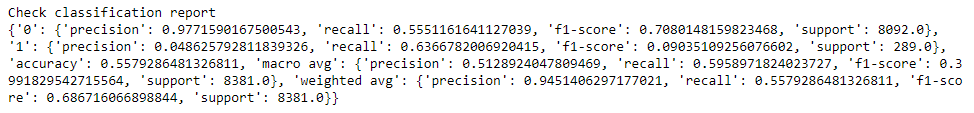 Check classification report
{'0': {'precision': 0.9771590167500543, 'recall': 0.5551161641127039, 'f1-score': 0.7080148159823468, 'support': 8092.0},
'1': {'precision': 0.048625792811839326, 'recall': 0.6366782006920415, 'f1-score': 0.09035109256076602, 'support': 289.0},
'accuracy': 0.5579286481326811, 'macro avg': {'precision': 0.5128924047809469, 'recall': 0.5958971824023727, 'f1-score': 0.3
991829542715564, 'support': 8381.0}, 'weighted avg': {'precision': 0.9451406297177021, 'recall': 0.5579286481326811, 'f1-sco
re': 0.686716066898844, 'support': 8381.0}}